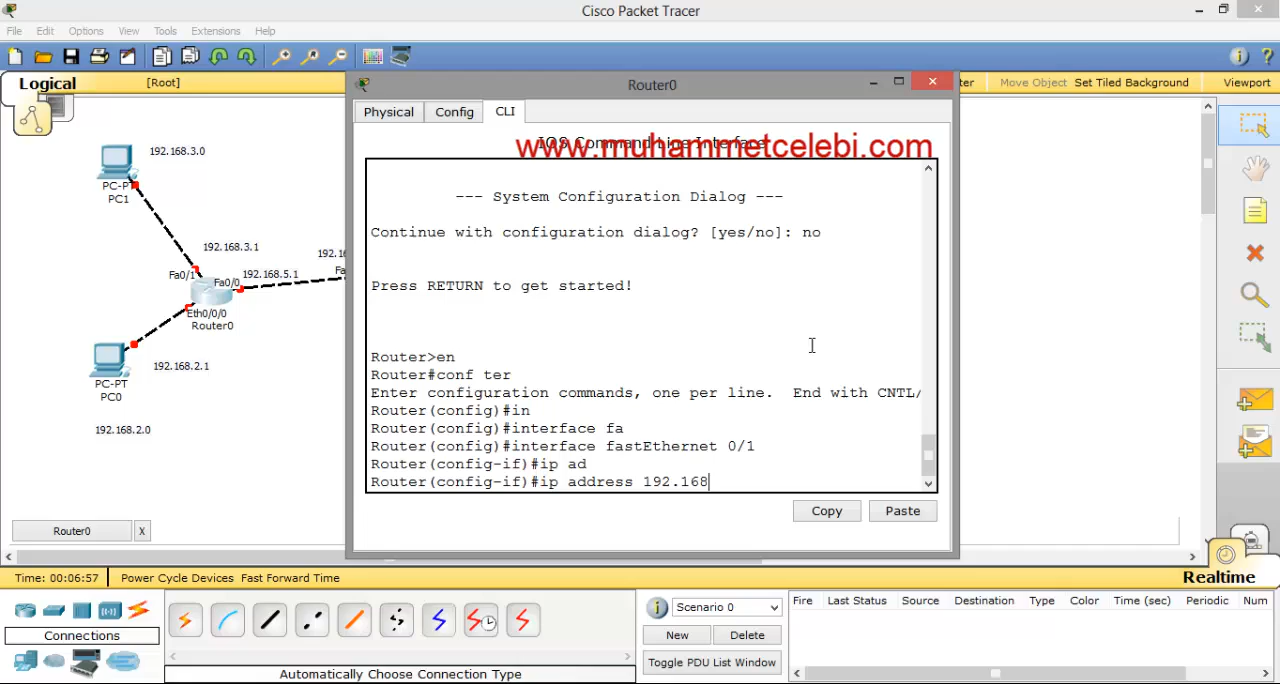 Cisco Packet Tracer
File Edit Options View Tools Extensions Help
Logical [Root] Move Object Set Tiled Background Viewport
Router0
Physical Config CLI
IOS Command Line Interface
www.muhammetcelebi.com
--- System Configuration Dialog ---
Continue with configuration dialog? [yes/no]: no
Press RETURN to get started!
Router>en
Router#conf ter
Enter configuration commands, one per line.  End with CNTL/
Router(config)#in
Router(config)#interface fa
Router(config)#interface fastEthernet 0/1
Router(config-if)#ip ad
Router(config-if)#ip address 192.168
Copy Paste
192.168.3.0
PC1
192.168.3.1
Fa0/1
Fa0/0
192.168.5.1
Eth0/0/0
Router0
192.168.2.1
PC-PT
PC0
192.168.2.0
Router0 X
Time: 00:06:57 Power Cycle Devices Fast Forward Time
Realtime
Connections
Automatically Choose Connection Type
Scenario 0
New Delete
Toggle PDU List Window
Fire Last Status Source Destination Type Color Time (sec) Periodic Num